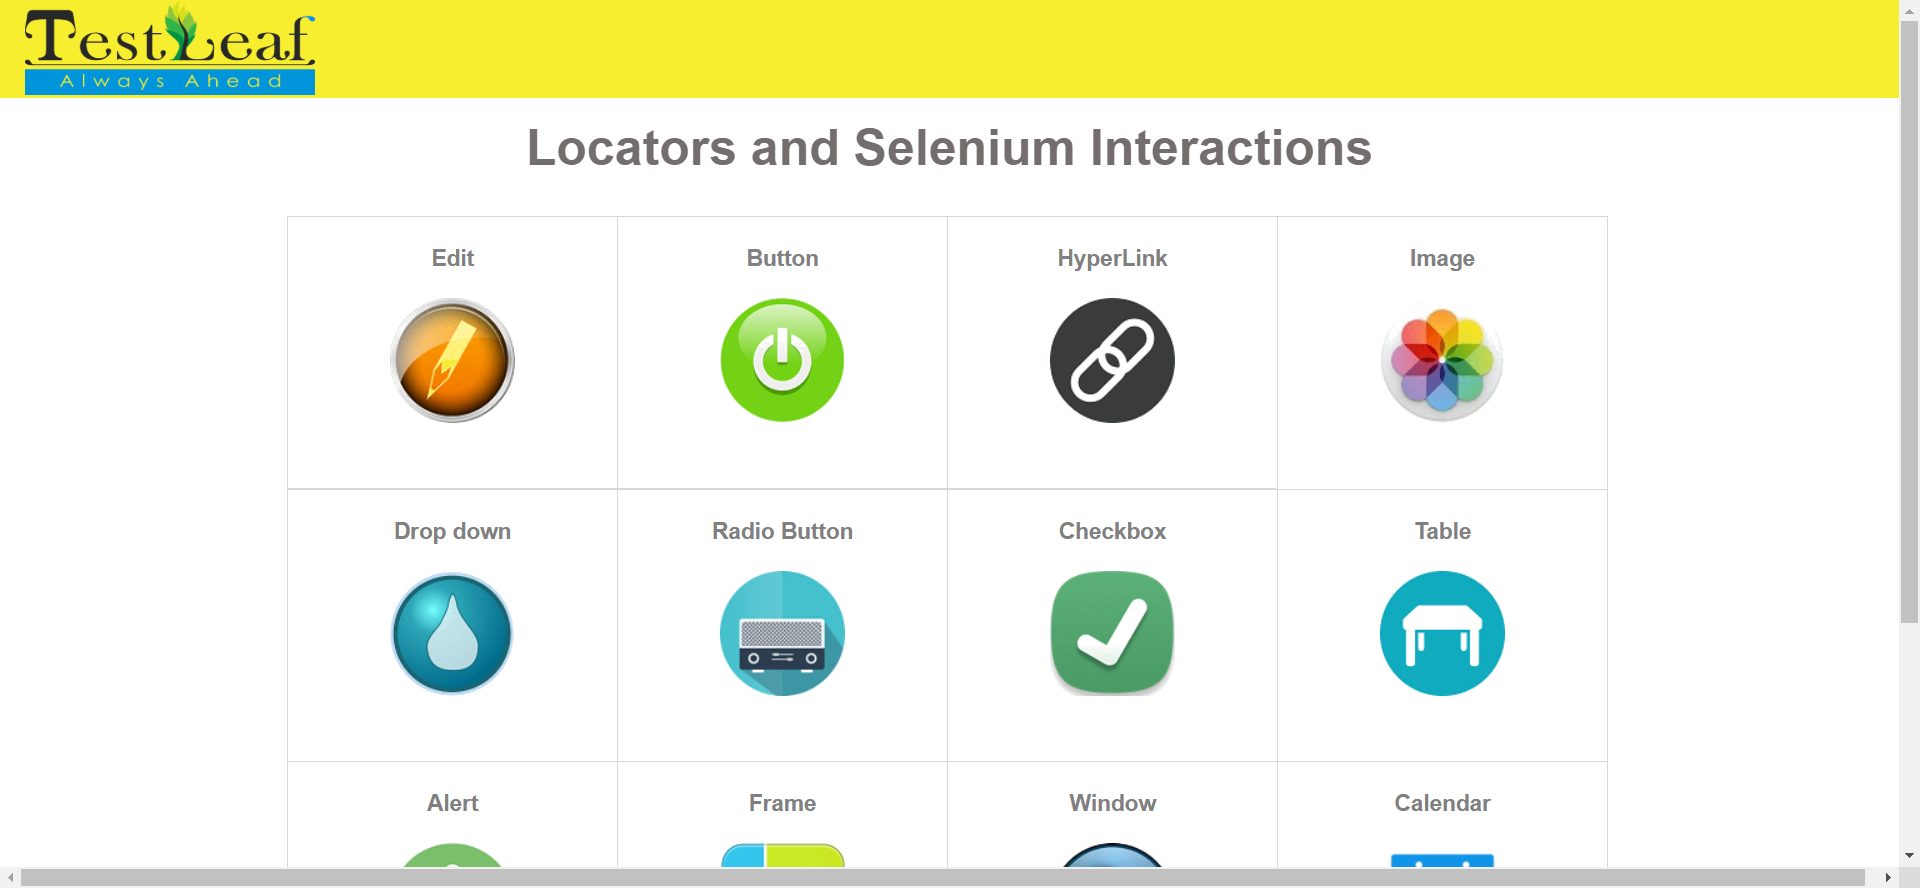 TestLeaf
Always Ahead
Locators and Selenium Interactions
Edit
Button
HyperLink
Image
Drop down
Radio Button
Checkbox
Table
Alert
Frame
Window
Calendar